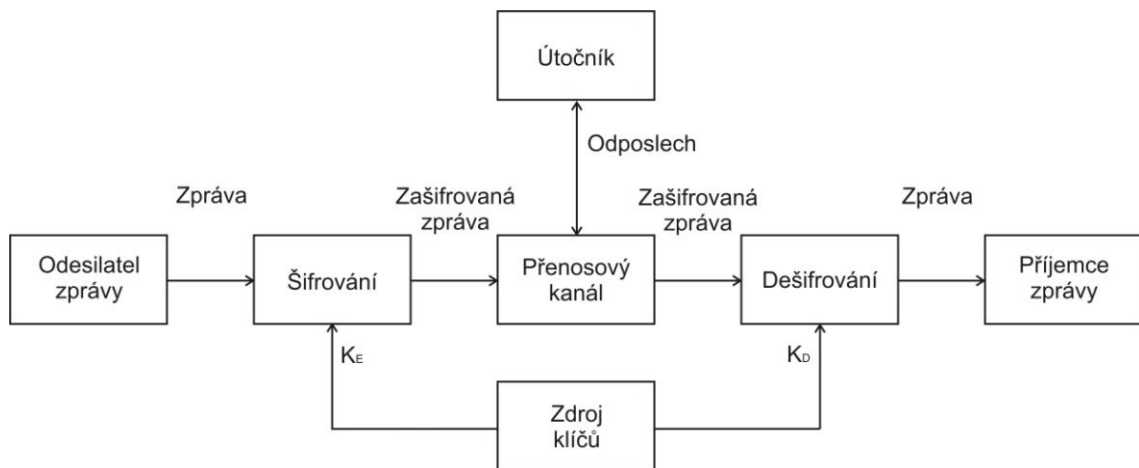 Útočník
Odposlech
Zpráva
Zašifrovaná
zpráva
Zašifrovaná
zpráva
Zpráva
Odesilatel
zprávy
Šifrování
Přenosový
kanál
Dešifrování
Příjemce
zprávy
KE
KD
Zdroj
klíčů